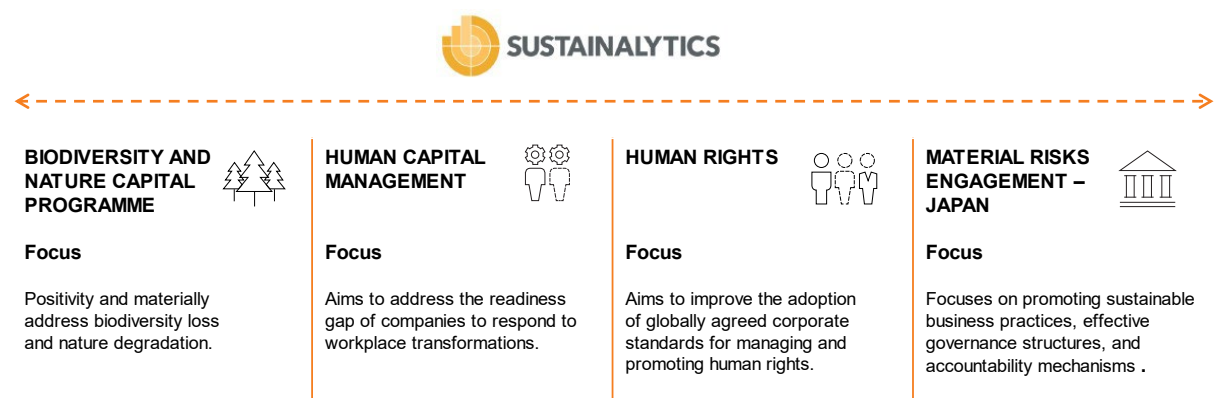 SUSTAINALYTICS
BIODIVERSITY AND
NATURE CAPITAL
PROGRAMME
Focus
Positivity and materially
address biodiversity loss
and nature degradation.
HUMAN CAPITAL
MANAGEMENT
Focus
Aims to address the readiness
gap of companies to respond to
workplace transformations.
HUMAN RIGHTS
Focus
Aims to improve the adoption
of globally agreed corporate
standards for managing and
promoting human rights.
MATERIAL RISKS
ENGAGEMENT –
JAPAN
Focus
Focuses on promoting sustainable
business practices, effective
governance structures, and
accountability mechanisms .